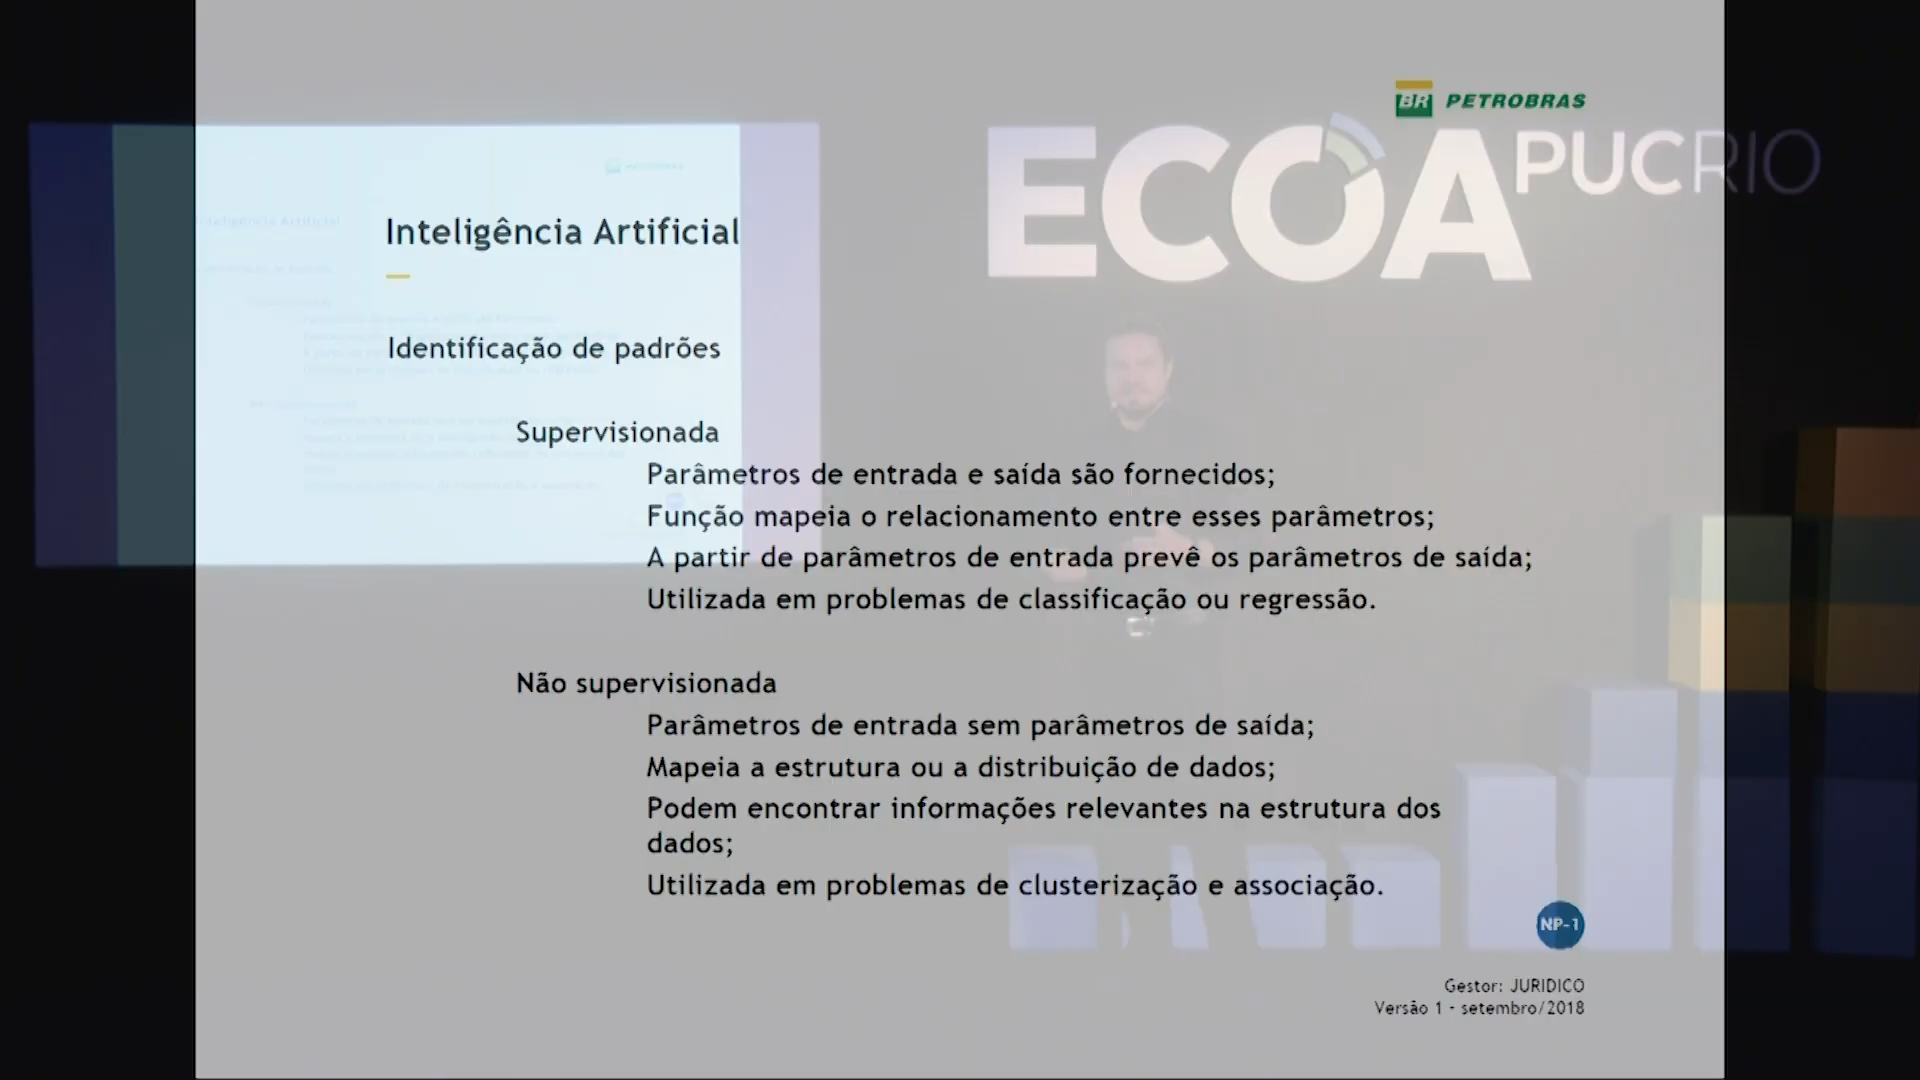 BR PETROBRAS
ECOA PUCRIO
Inteligência Artificial
Identificação de padrões
Supervisionada
Parâmetros de entrada e saída são fornecidos;
Função mapeia o relacionamento entre esses parâmetros;
A partir de parâmetros de entrada prevê os parâmetros de saída;
Utilizada em problemas de classificação ou regressão.
Não supervisionada
Parâmetros de entrada sem parâmetros de saída;
Mapeia a estrutura ou a distribuição de dados;
Podem encontrar informações relevantes na estrutura dos
dados;
Utilizada em problemas de clusterização e associação.
NP-1
Gestor: JURIDICO
Versão 1 - setembro/2018